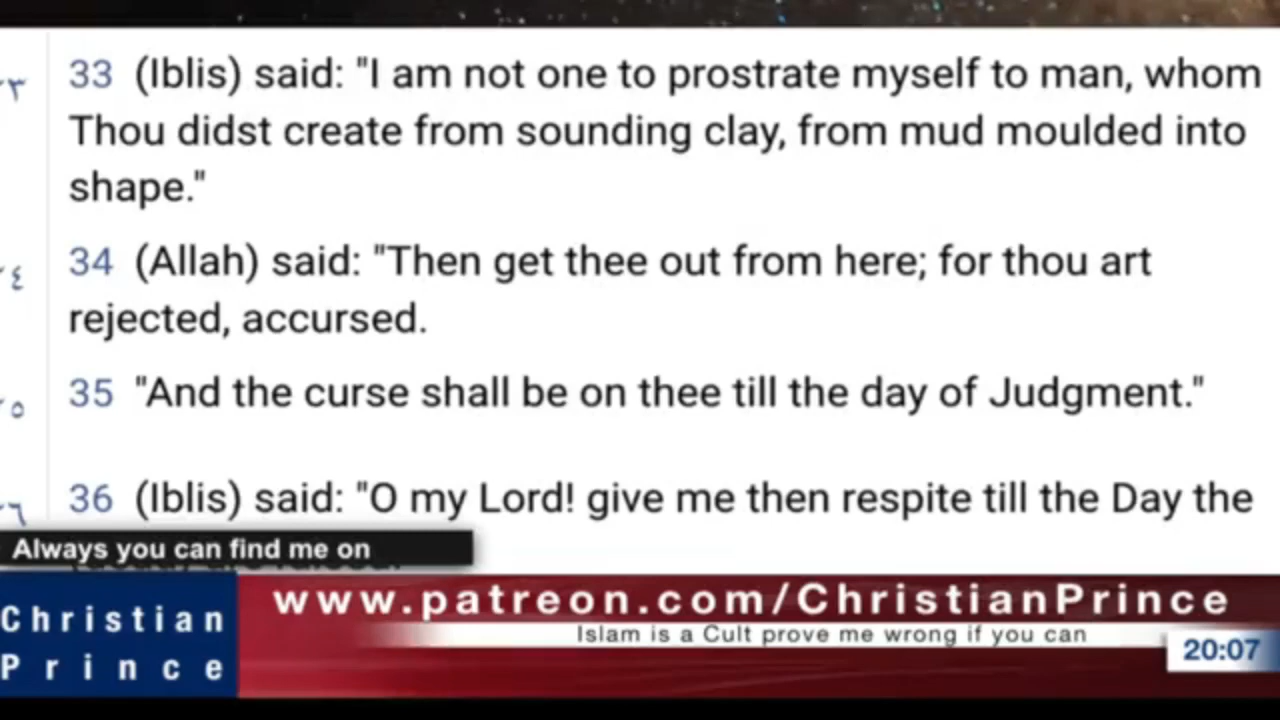 33 (Iblis) said: "I am not one to prostrate myself to man, whom
Thou didst create from sounding clay, from mud moulded into
shape."
34 (Allah) said: "Then get thee out from here; for thou art
rejected, accursed.
35 "And the curse shall be on thee till the day of Judgment."
36 (Iblis) said: "O my Lord! give me then respite till the Day the
Always you can find me on
Christian
Prince
www.patreon.com/ChristianPrince
Islam is a Cult prove me wrong if you can
20:07